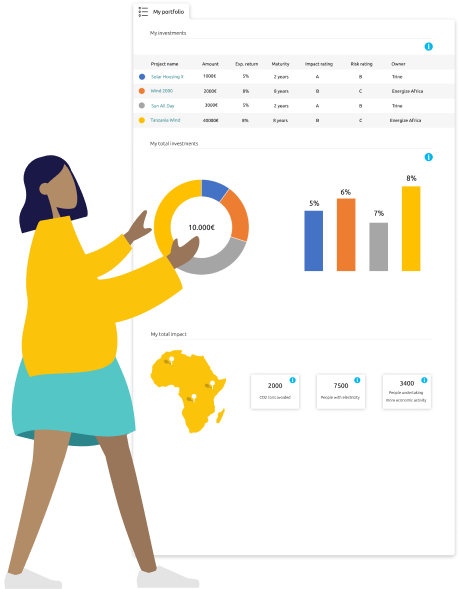 My portfolio
My investments
Project name Amount Exp. return Maturity Impact rating Risk rating Owner
Solar Housing X 1000€ 5% 2 years A B Trine
Wind 2000 2000€ 8% 8 years B C Energise Africa
Sun All Day 3000€ 5% 2 years A B Trine
Tanzania Wind 40000€ 8% 8 years B C Energize Africa
My total investments
10.000€
5% 6% 7% 8%
My total impact
2000
CO2 tons avoided
7500
People with electricity
3400
People undertaking
more economic activity